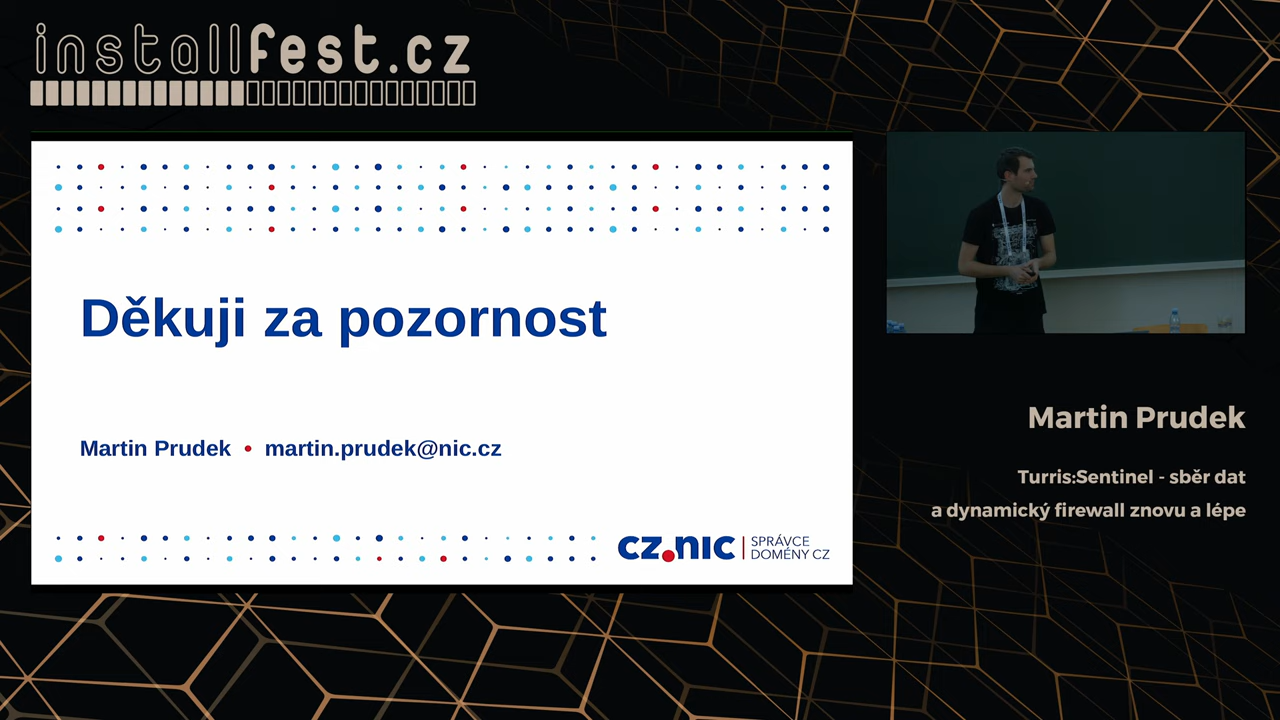 installfest.cz
Děkuji za pozornost
Martin Prudek • martin.prudek@nic.cz
cz.nic | SPRÁVCE
DOMÉNY CZ
Martin Prudek
Turris:Sentinel - sběr dat
a dynamický firewall znovu a lépe